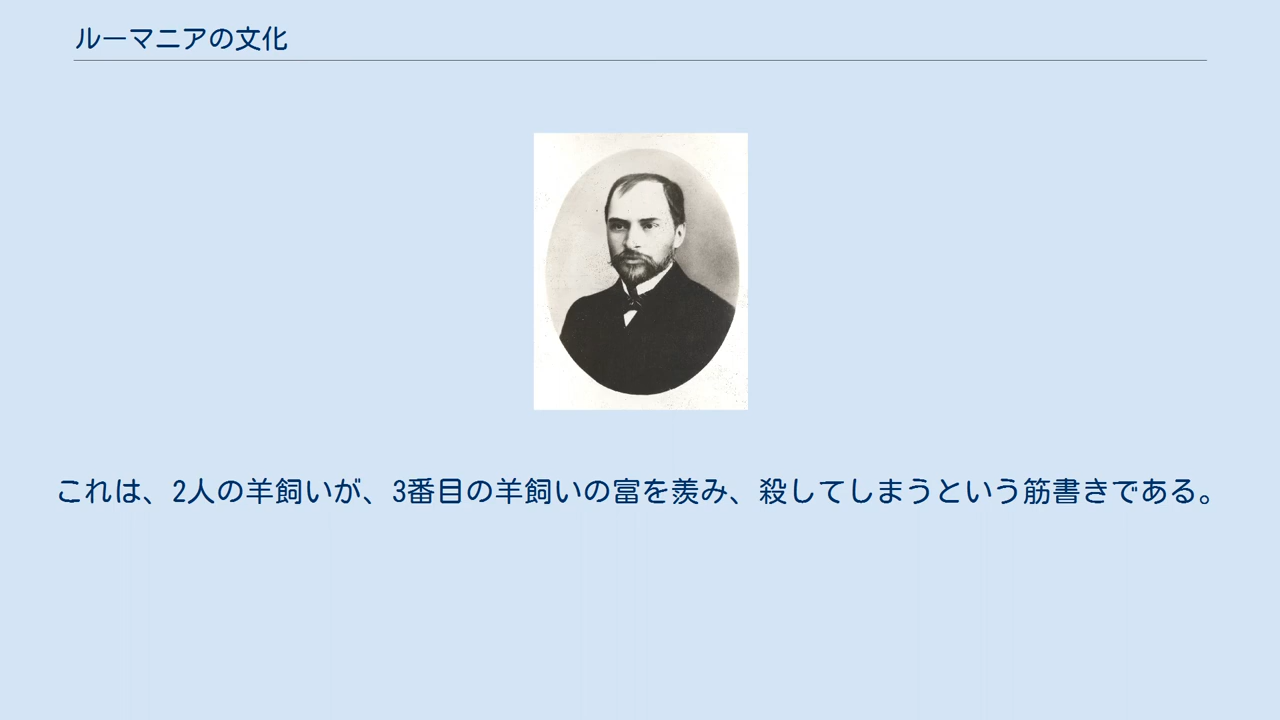 ルーマニアの文化
これは、2人の羊飼いが、3番目の羊飼いの富を羨み、殺してしまうという筋書きである。